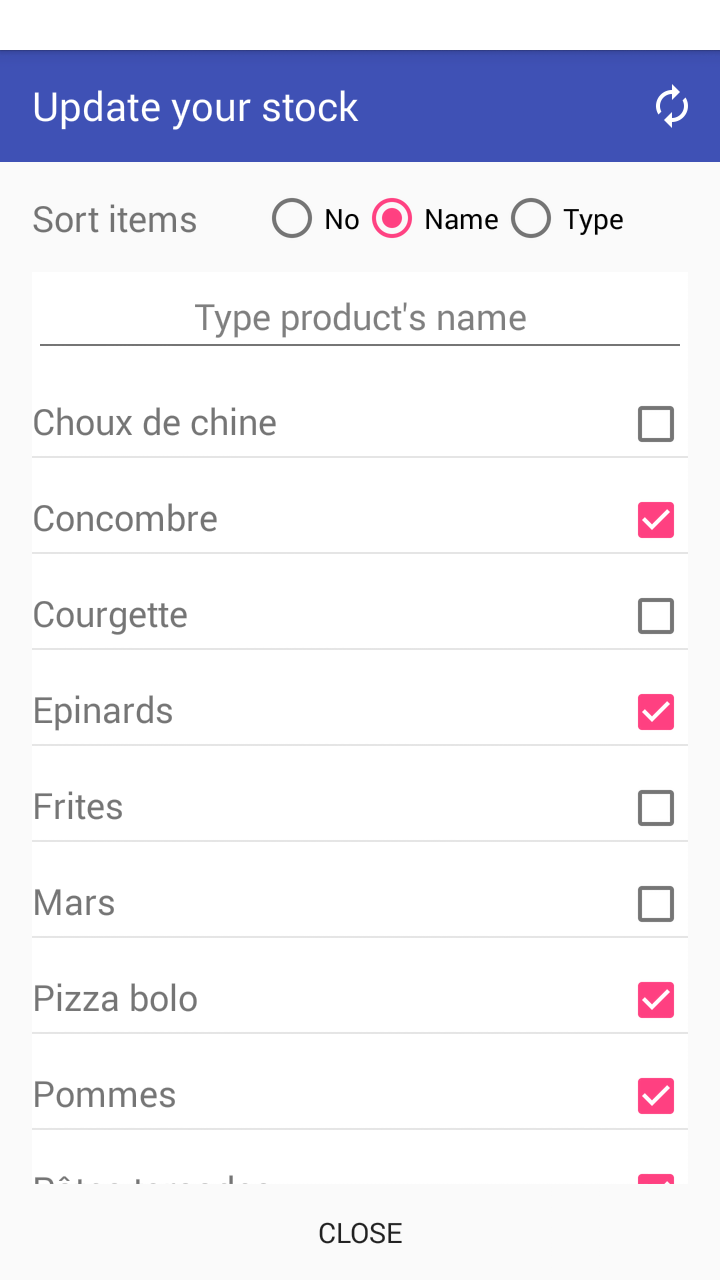 Update your stock
Sort items No Name Type
Type product's name
Choux de chine
Concombre
Courgette
Epinards
Frites
Mars
Pizza bolo
Pommes
CLOSE